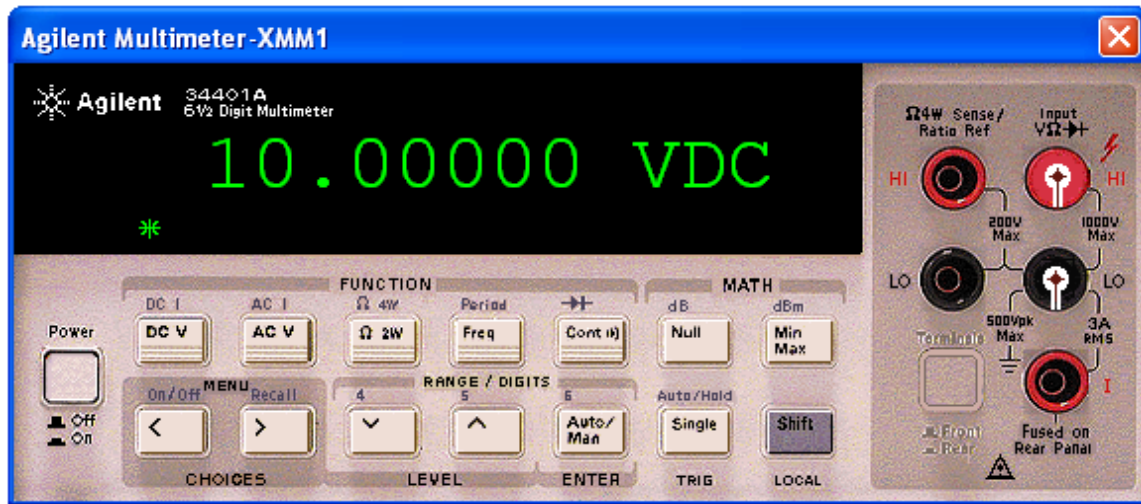 Agilent Multimeter-XMM1
Agilent 34401A
6½ Digit Multimeter
10.00000 VDC
Ω4W Sense/ Ratio Ref
Input VΩ
HI HI
200V Max 1000V Max
LO LO
500Vpk Max 3A RMS
Terminals
I
Front
Rear
Fused on Rear Panal
FUNCTION MATH
DC I AC I Ω 4W Period dB dBm
Power DC V AC V Ω 2W Freq Cont Null Min Max
MENU RANGE / DIGITS
On/Off Recall 4 5 6 Auto/Hold
< > Auto/Man Single Shift
Off
On
CHOICES LEVEL ENTER TRIG LOCAL